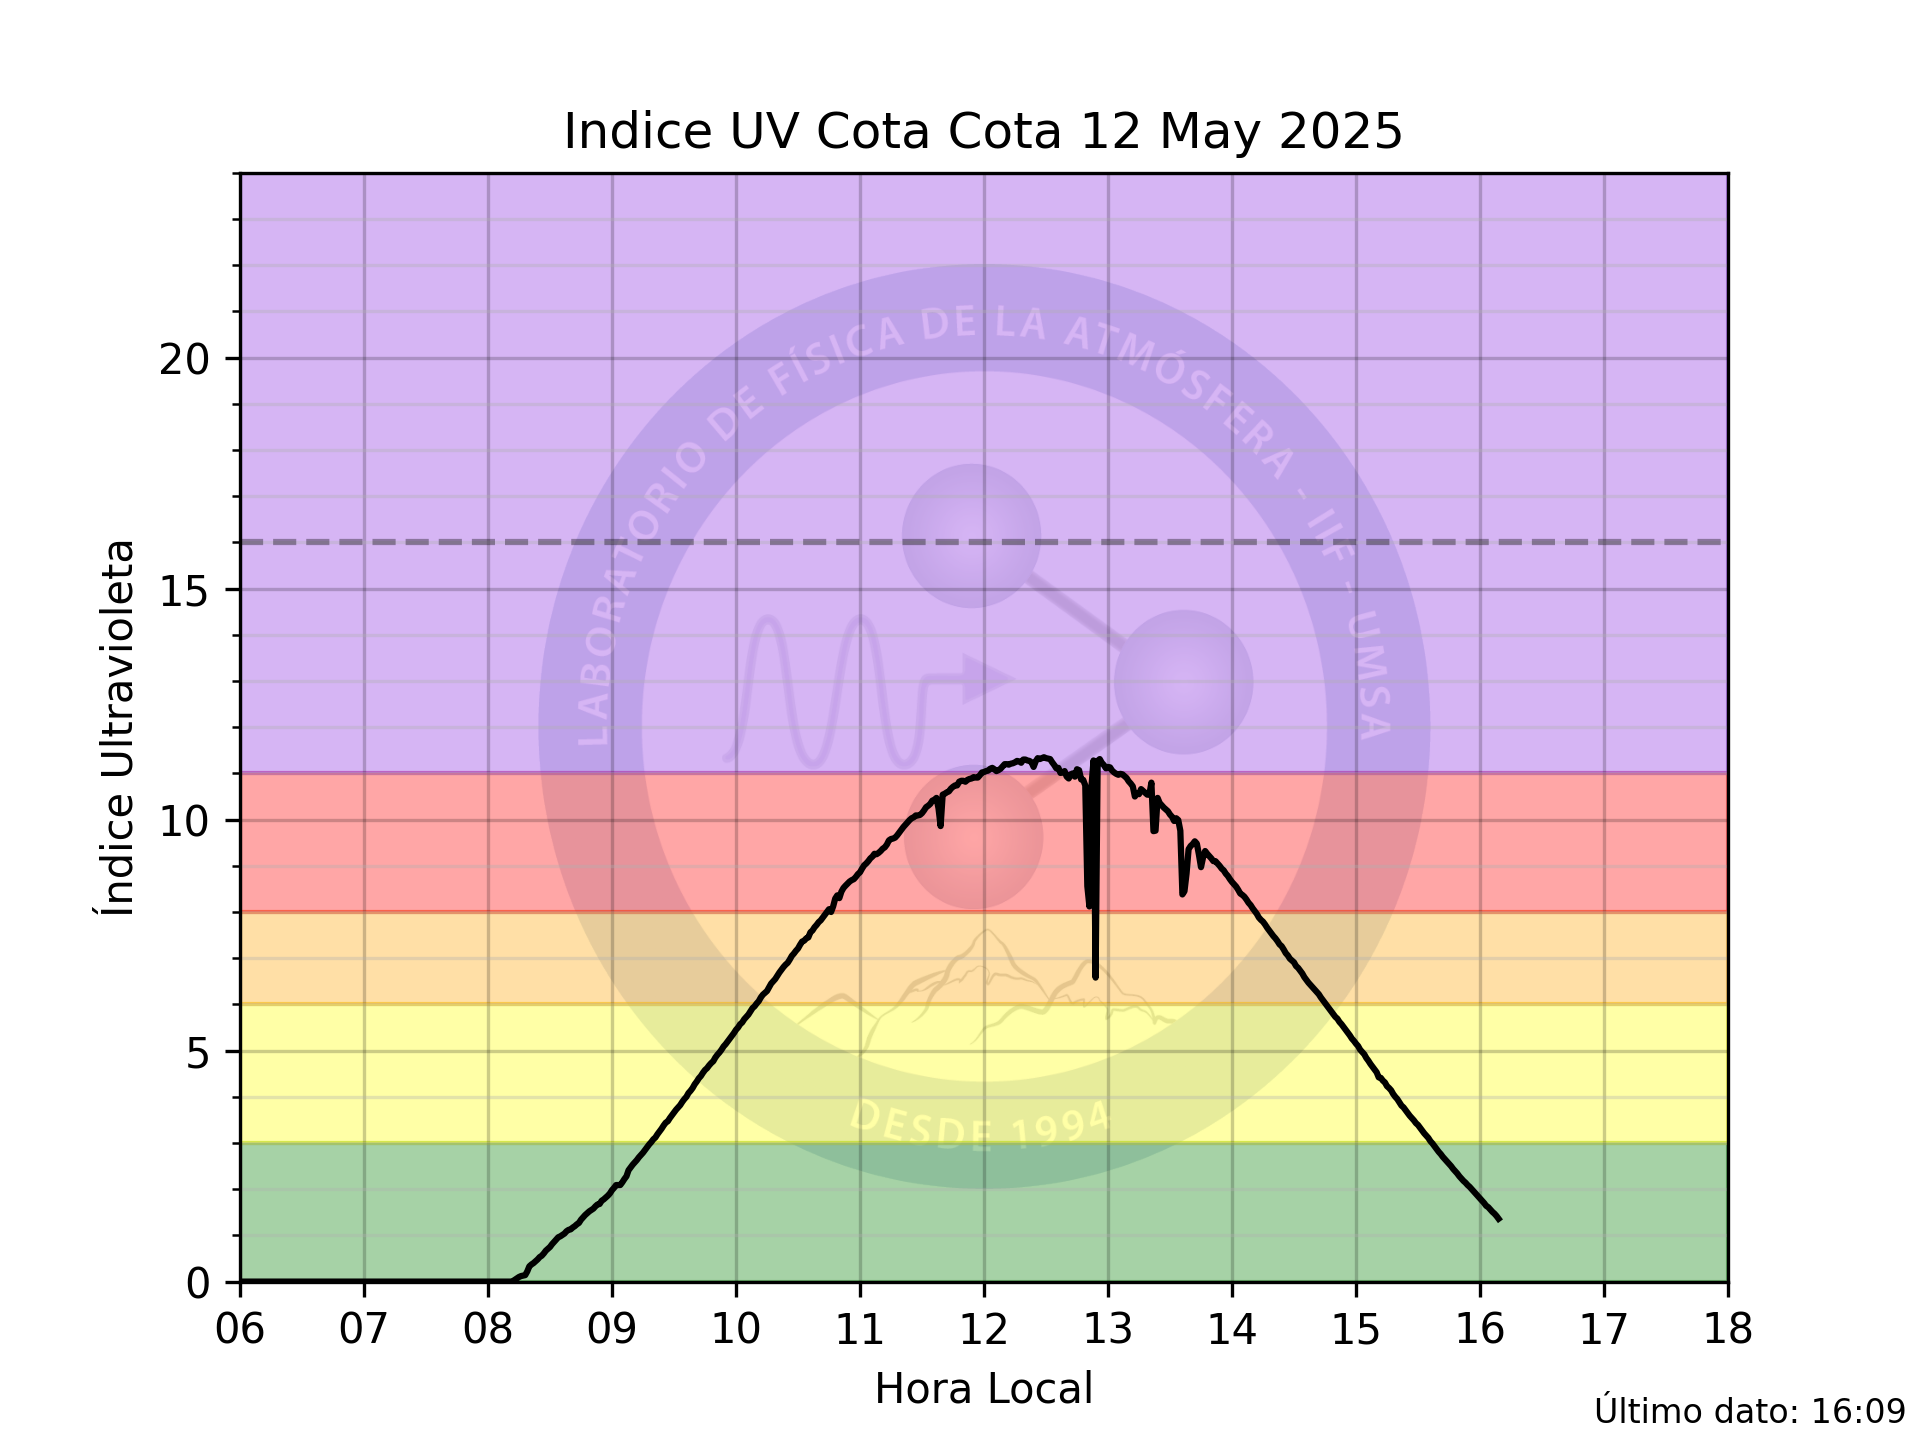 Indice UV Cota Cota 12 May 2025
LABORATORIO DE FÍSICA DE LA ATMÓSFERA - IIF - UMSA
DESDE 1994
Índice Ultravioleta
20
15
10
5
0
06 07 08 09 10 11 12 13 14 15 16 17 18
Hora Local
Último dato: 16:09